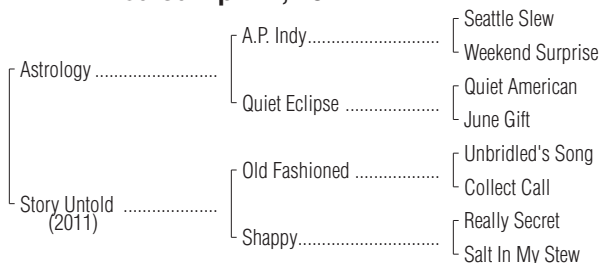 Seattle Slew
A.P. Indy
Weekend Surprise
Astrology
Quiet American
Quiet Eclipse
June Gift
Unbridled's Song
Old Fashioned
Collect Call
Story Untold
(2011)
Really Secret
Shappy
Salt In My Stew